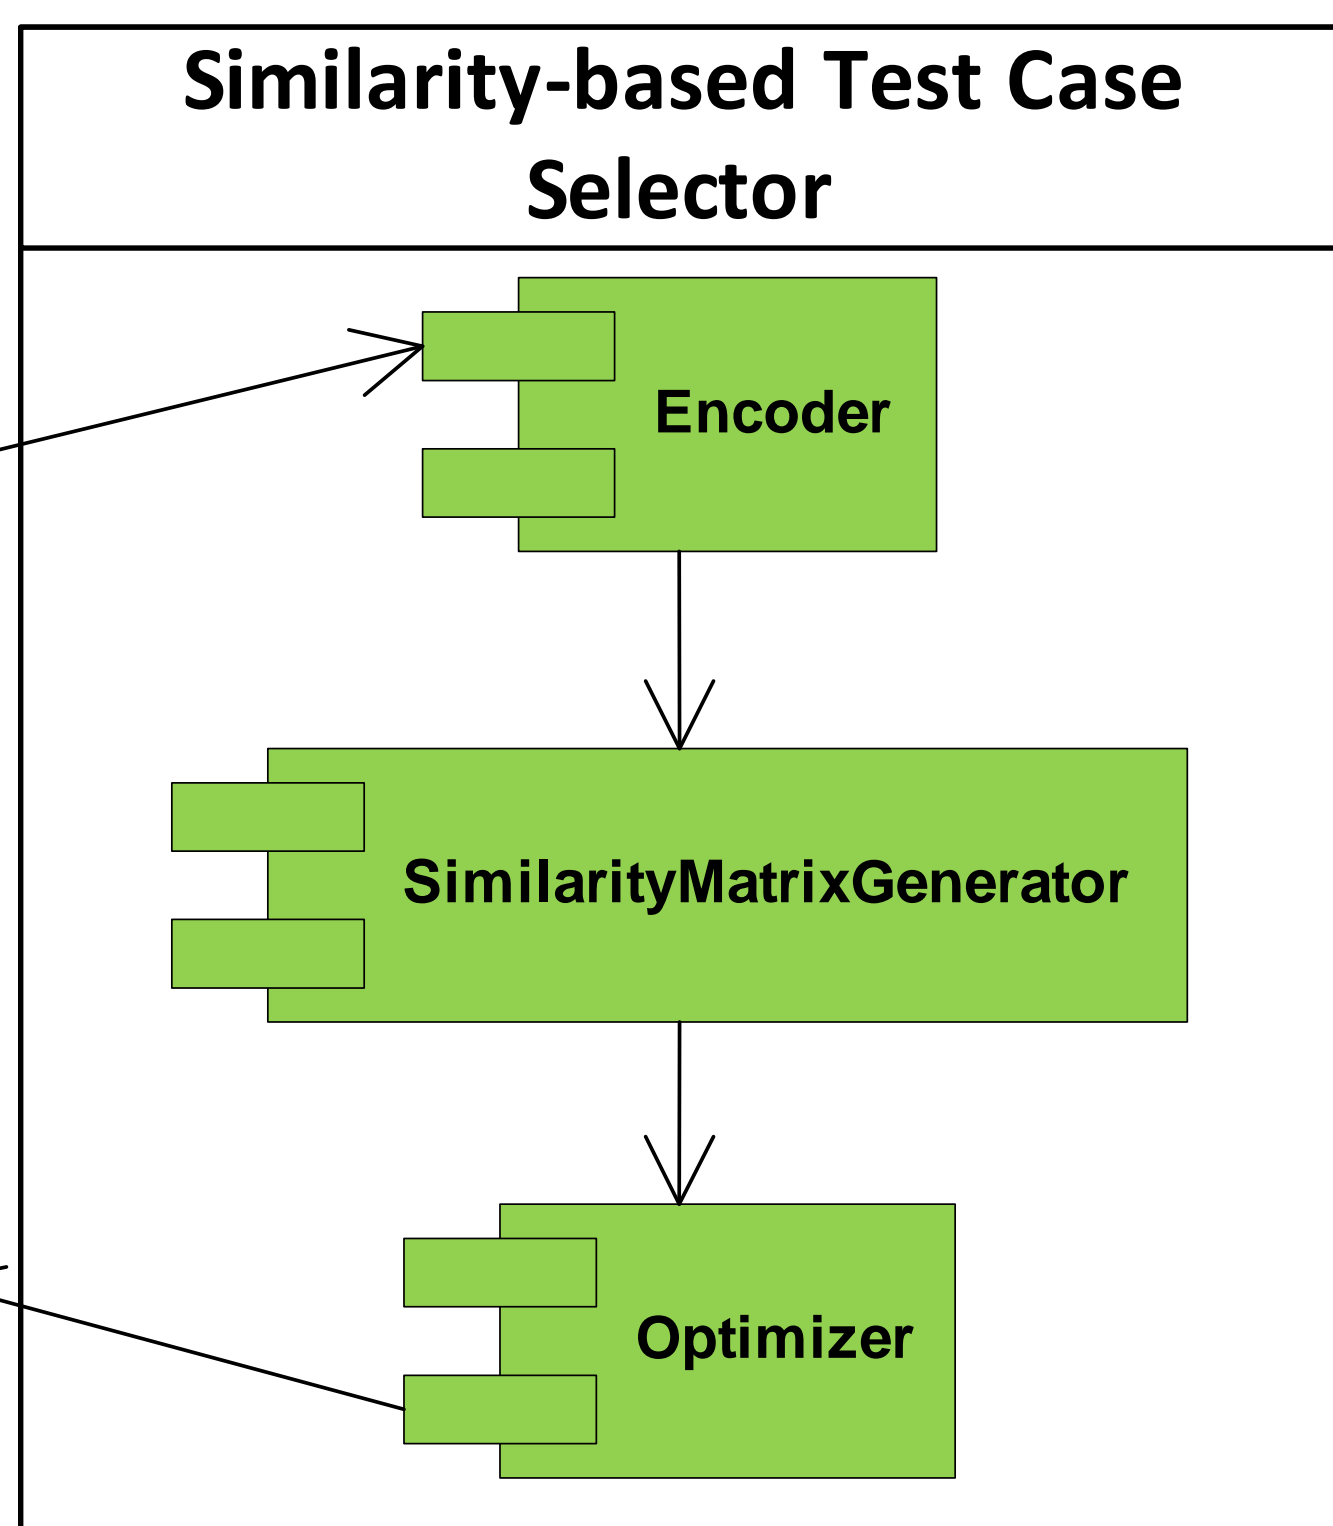 Similarity-based Test Case
Selector
Encoder
SimilarityMatrixGenerator
Optimizer